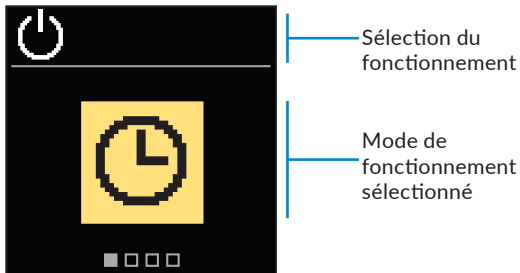 Sélection du
fonctionnement
Mode de
fonctionnement
sélectionné